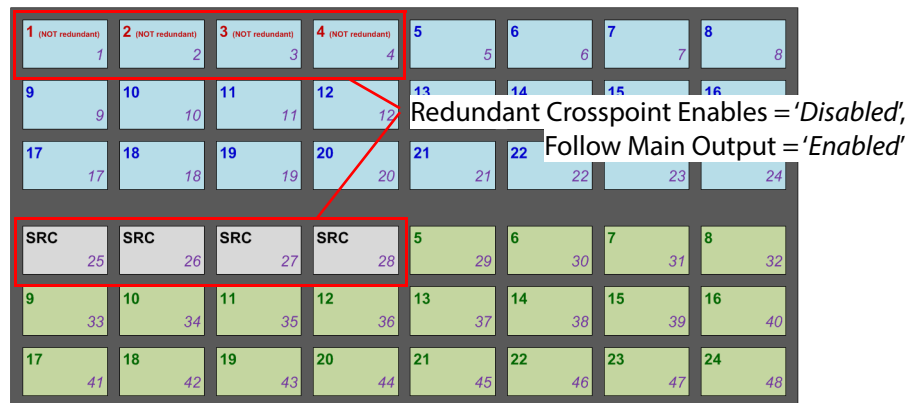 1 (NOT redundant) 2 (NOT redundant) 3 (NOT redundant) 4 (NOT redundant) 5 6 7 8
1 2 3 4 5 6 7 8
9 10 11 12 13 14 15 16
9 10 11 12
Redundant Crosspoint Enables = ‘Disabled’,
Follow Main Output = ‘Enabled’
17 18 19 20 21 22
17 18 19 20 21 22 23 24
SRC SRC SRC SRC 5 6 7 8
25 26 27 28 29 30 31 32
9 10 11 12 13 14 15 16
33 34 35 36 37 38 39 40
17 18 19 20 21 22 23 24
41 42 43 44 45 46 47 48